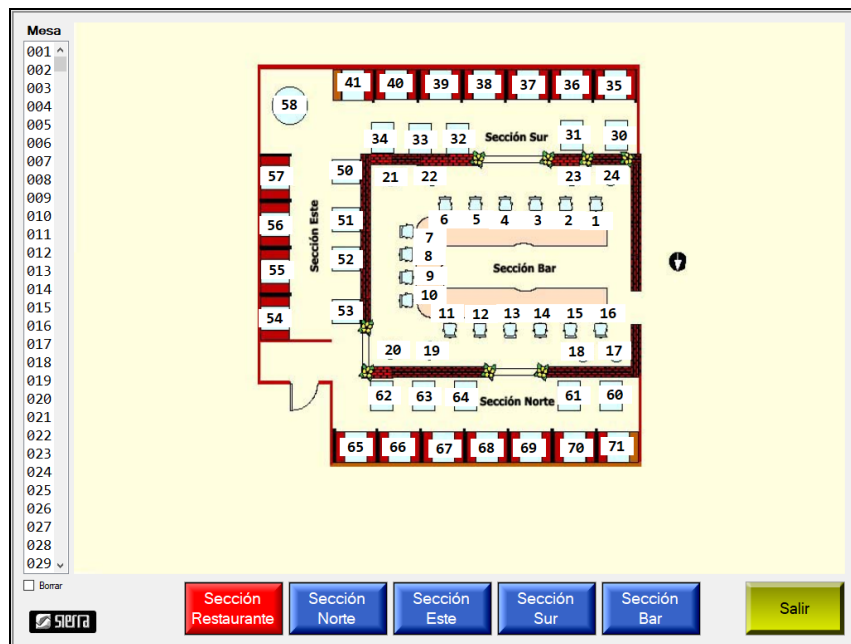 Mesa
001
002
003
004
005
006
007
008
009
010
011
012
013
014
015
016
017
018
019
020
021
022
023
024
025
026
027
028
029
Borrar
41 40 39 38 37 36 35
58
34 33 32 Sección Sur 31 30
57 50 21 22 23 24
56 51 6 5 4 3 2 1
Sección Este
7
55 52 8 Sección Bar
9
10
54 53 11 12 13 14 15 16
20 19 18 17
62 63 64 Sección Norte 61 60
65 66 67 68 69 70 71
Sección
Restaurante
Sección
Norte
Sección
Este
Sección
Sur
Sección
Bar
Salir
sierra